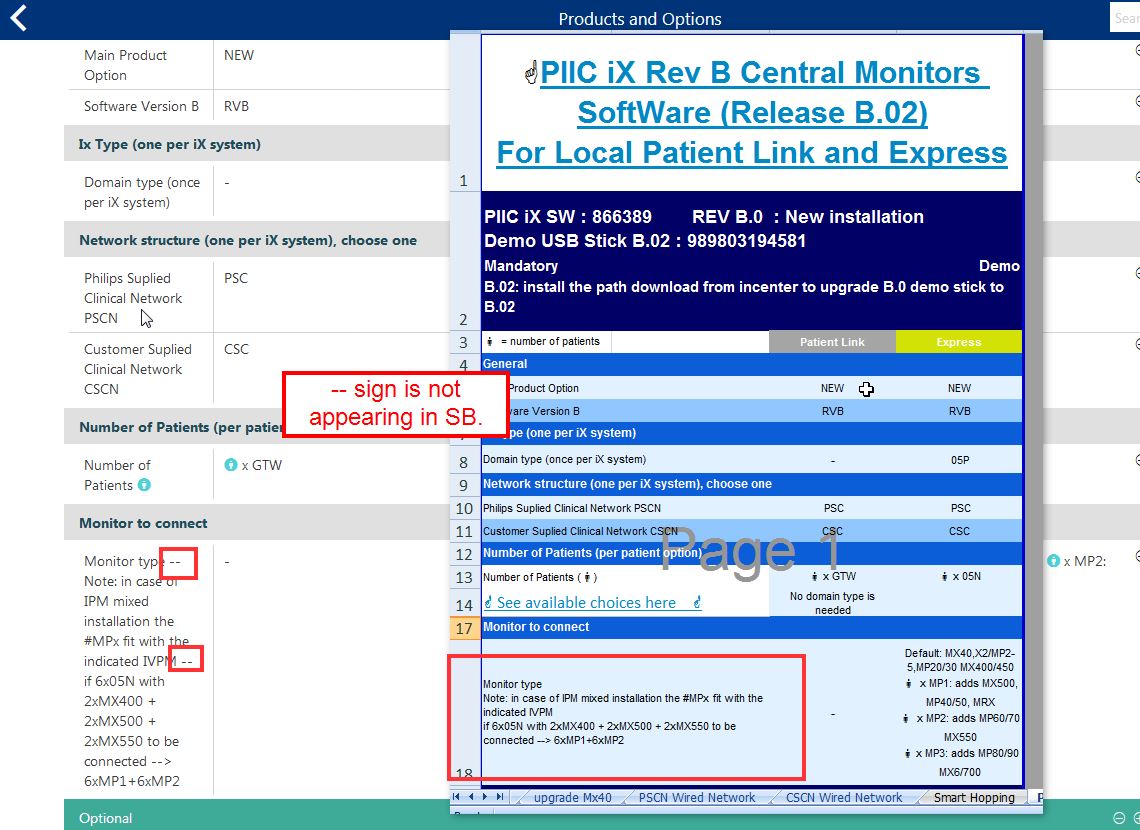 Products and Options
Sear
Main Product
Option
NEW
Software Version B
RVB
Ix Type (one per iX system)
Domain type (once
per iX system)
-
Network structure (one per iX system), choose one
Philips Suplied
Clinical Network
PSCN
PSC
Customer Suplied
Clinical Network
CSCN
CSC
Number of Patients (per patien
Number of
Patients
x GTW
Monitor to connect
Monitor type --
Note: in case of
IPM mixed
installation the
#MPx fit with the
indicated IVPM --
if 6x05N with
2xMX400 +
2xMX500 +
2xMX550 to be
connected -->
6xMP1+6xMP2
-
x MP2:
Optional
-- sign is not
appearing in SB.
PIIC iX Rev B Central Monitors
SoftWare (Release B.02)
For Local Patient Link and Express
1
PIIC iX SW : 866389 REV B.0 : New installation
Demo USB Stick B.02 : 989803194581
Mandatory Demo
B.02: install the path download from incenter to upgrade B.0 demo stick to
B.02
2
3 = number of patients Patient Link Express
4 General
Product Option NEW NEW
ware Version B RVB RVB
ype (one per iX system)
8 Domain type (once per iX system) - 05P
9 Network structure (one per iX system), choose one
10 Philips Suplied Clinical Network PSCN PSC PSC
11 Customer Suplied Clinical Network CSCN CSC CSC
12 Number of Patients (per patient option)
Page 1
13 Number of Patients ( ) x GTW x 05N
14 See available choices here No domain type is
needed
17 Monitor to connect
Monitor type
Note: in case of IPM mixed installation the #MPx fit with the
indicated IVPM
if 6x05N with 2xMX400 + 2xMX500 + 2xMX550 to be
connected --> 6xMP1+6xMP2
-
Default: MX40,X2/MP2-
5,MP20/30 MX400/450
x MP1: adds MX500,
MP40/50, MRX
x MP2: adds MP60/70
MX550
x MP3: adds MP80/90
MX6/700
18
upgrade Mx40 PSCN Wired Network CSCN Wired Network Smart Hopping P